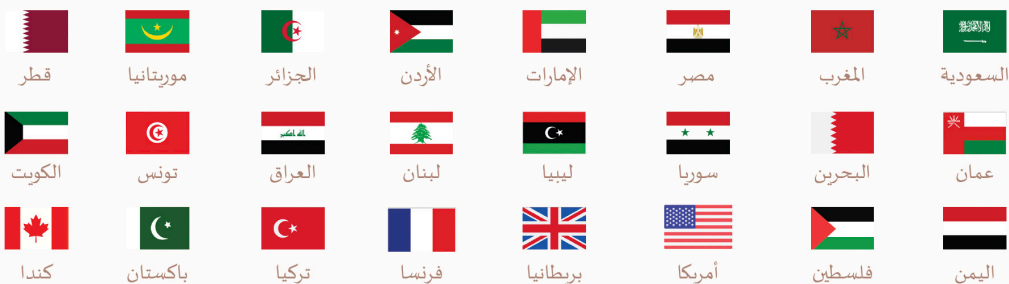 السعودية المغرب مصر الإمارات الأردن الجزائر موريتانيا قطر
عمان البحرين سوريا ليبيا لبنان العراق تونس الكويت
اليمن فلسطين أمريكا بريطانيا فرنسا تركيا باكستان كندا